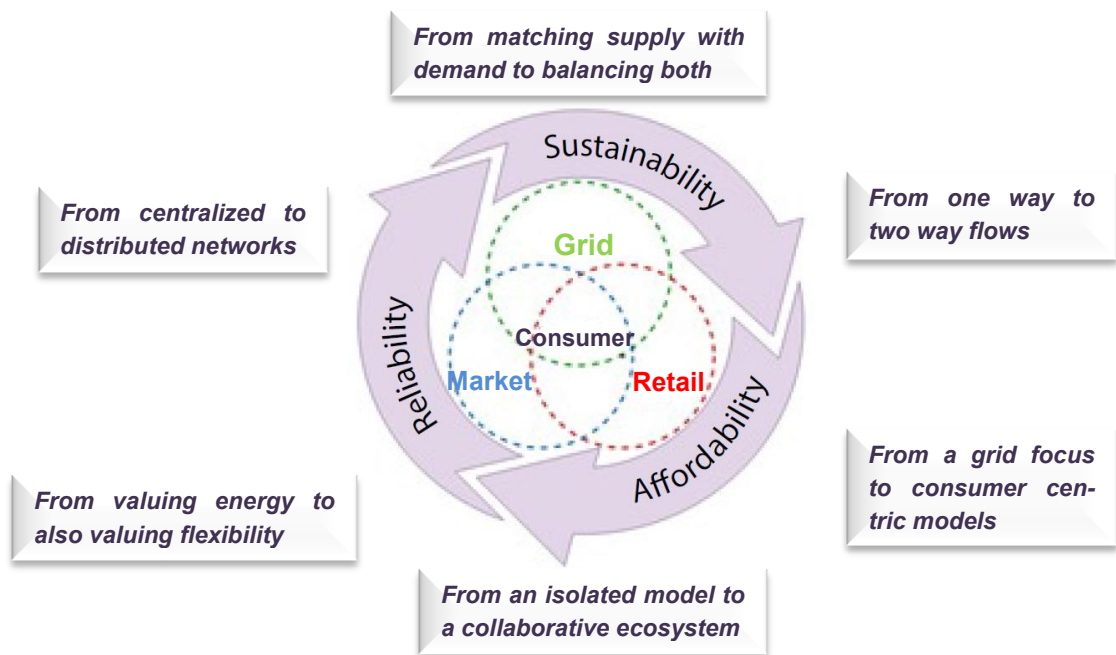 From matching supply with
demand to balancing both
Sustainability
From centralized to
distributed networks
From one way to
two way flows
Grid
Consumer
Market
Retail
Reliability
Affordability
From a grid focus
to consumer cen-
tric models
From valuing energy to
also valuing flexibility
From an isolated model to
a collaborative ecosystem